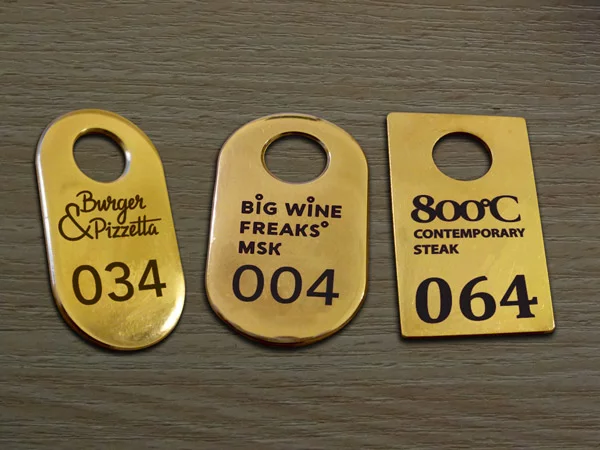 Burger
& Pizzetta
034
BIG WINE
FREAKS°
MSK
004
800°C
CONTEMPORARY
STEAK
064